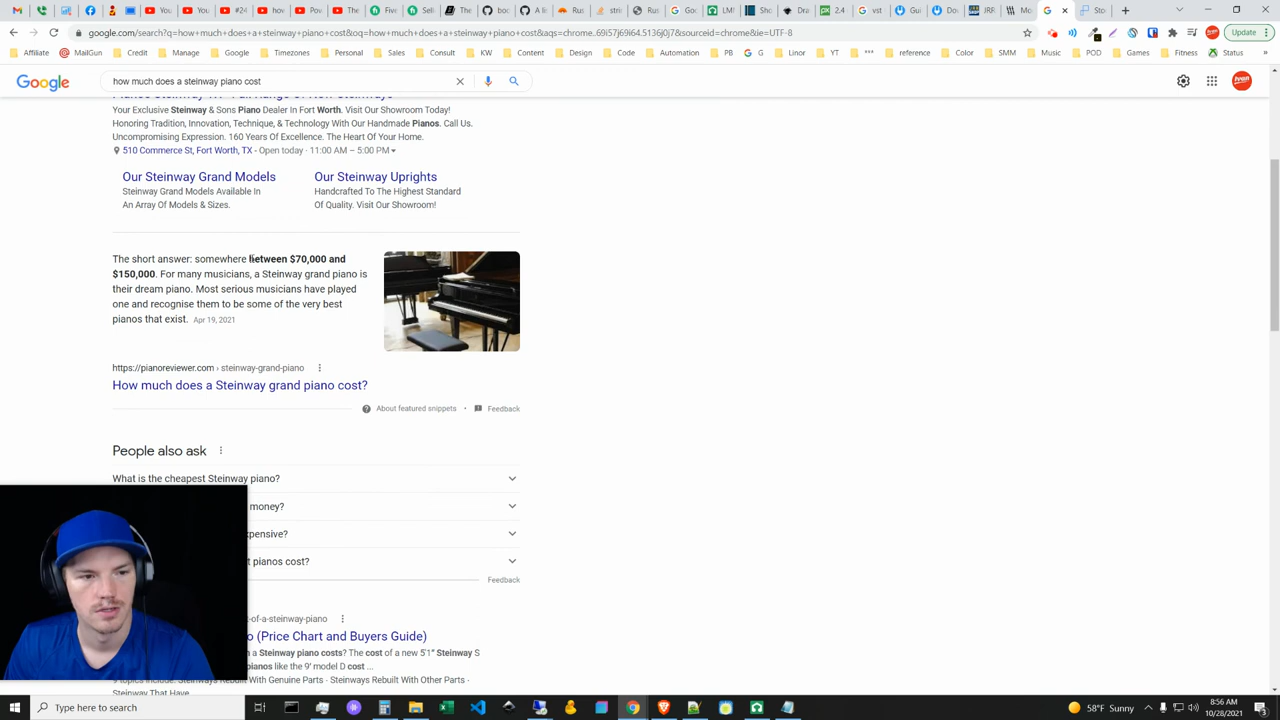 M
google.com/search?q=how+much+does+a+steinway+piano+cost&oq=how+much+does+a+steinway+piano+cost&aqs=chrome..69i57j69i64.5136j0j7&sourceid=chrome&ie=UTF-8
Update
Affiliate MailGun Credit Manage Google Timezones Personal Sales Consult KW Content Design Code Automation PB G Linor YT *** reference Color SMM Music POD Games Fitness Status »
Google
how much does a steinway piano cost
Your Exclusive Steinway & Sons Piano Dealer In Fort Worth. Visit Our Showroom Today!
Honoring Tradition, Innovation, Technique, & Technology With Our Handmade Pianos. Call Us.
Uncompromising Expression. 160 Years Of Excellence. The Heart Of Your Home.
510 Commerce St, Fort Worth, TX - Open today · 11:00 AM – 5:00 PM
Our Steinway Grand Models Our Steinway Uprights
Steinway Grand Models Available In Handcrafted To The Highest Standard
An Array Of Models & Sizes. Of Quality. Visit Our Showroom!
The short answer: somewhere between $70,000 and
$150,000. For many musicians, a Steinway grand piano is
their dream piano. Most serious musicians have played
one and recognise them to be some of the very best
pianos that exist. Apr 19, 2021
https://pianoreviewer.com › steinway-grand-piano
How much does a Steinway grand piano cost?
About featured snippets • Feedback
People also ask
What is the cheapest Steinway piano?
money?
pianos cost?
Feedback
-of-a-steinway-piano
(Price Chart and Buyers Guide)
a Steinway piano costs? The cost of a new 5'1" Steinway S
pianos like the 9' model D cost ...
9 topics include: Steinways Rebuilt With Genuine Parts · Steinways Rebuilt With Other Parts ·
Steinway That Have
Type here to search
58°F Sunny
8:56 AM
10/28/2021
3